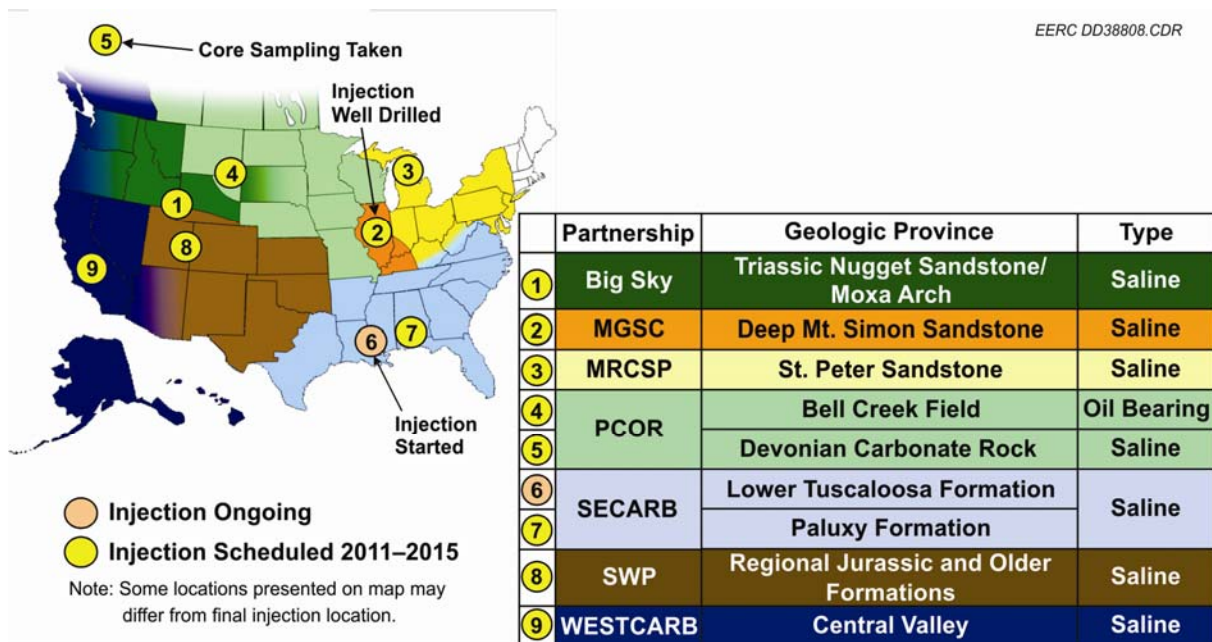 EERC DD38808.CDR
5
Core Sampling Taken
Injection
Well Drilled
3
4
1
2
8
9
6
7
Injection
Started
Injection Ongoing
Injection Scheduled 2011–2015
Note: Some locations presented on map may
differ from final injection location.
Partnership Geologic Province Type
1 Big Sky Triassic Nugget Sandstone/
Moxa Arch Saline
2 MGSC Deep Mt. Simon Sandstone Saline
3 MRCSP St. Peter Sandstone Saline
4 PCOR Bell Creek Field Oil Bearing
5 Devonian Carbonate Rock Saline
6 SECARB Lower Tuscaloosa Formation Saline
7 Paluxy Formation
8 SWP Regional Jurassic and Older
Formations Saline
9 WESTCARB Central Valley Saline